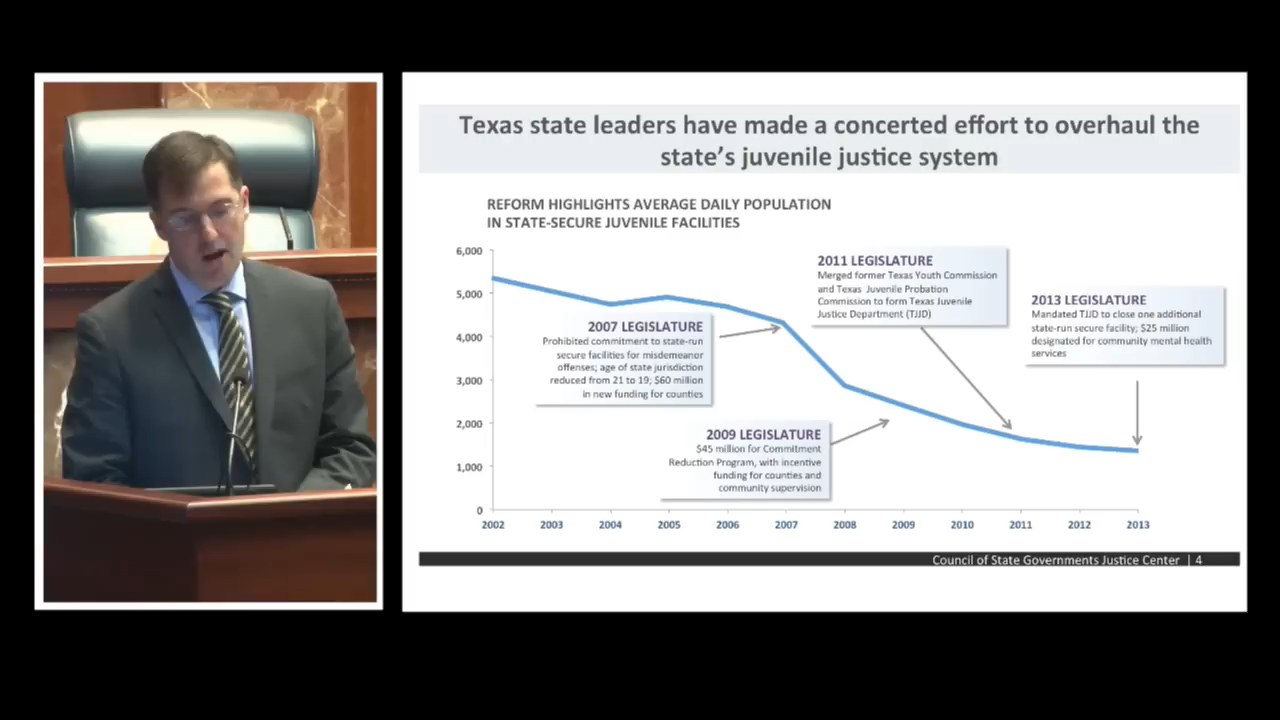 Texas state leaders have made a concerted effort to overhaul the
state's juvenile justice system
REFORM HIGHLIGHTS AVERAGE DAILY POPULATION
IN STATE-SECURE JUVENILE FACILITIES
6,000
5,000
4,000
3,000
2,000
1,000
0
2007 LEGISLATURE
Prohibited commitment to state-run
secure facilities for misdemeanor
offenses; age of state jurisdiction
reduced from 21 to 19; $60 million
in new funding for counties
2009 LEGISLATURE
$45 million for Commitment
Reduction Program, with incentive
funding for counties and
community supervision
2011 LEGISLATURE
Merged former Texas Youth Commission
and Texas Juvenile Probation
Commission to form Texas Juvenile
Justice Department (TJJD)
2013 LEGISLATURE
Mandated TJJD to close one additional
state-run secure facility; $25 million
designated for community mental health
services
2002 2003 2004 2005 2006 2007 2008 2009 2010 2011 2012 2013
Council of State Governments Justice Center | 4